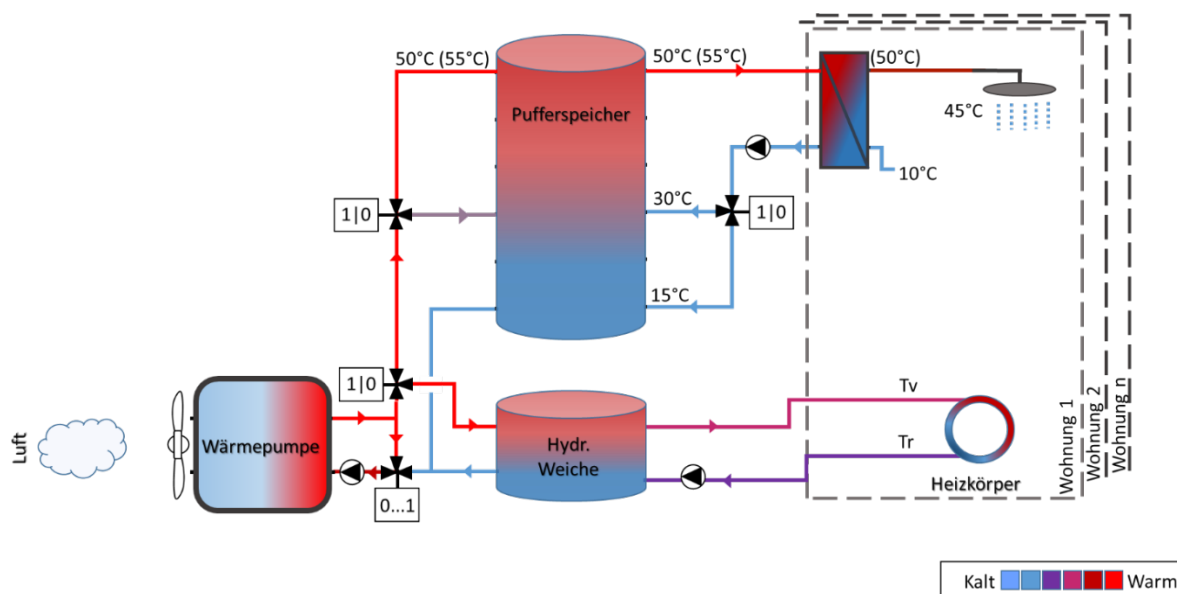 50°C (55°C)
50°C (55°C)
(50°C)
Pufferspeicher
45°C
10°C
1|0
30°C
1|0
15°C
1|0
Tv
Luft
Wärmepumpe
Hydr.
Weiche
Tr
Heizkörper
Wohnung 1
Wohnung 2
Wohnung n
0...1
Kalt
Warm